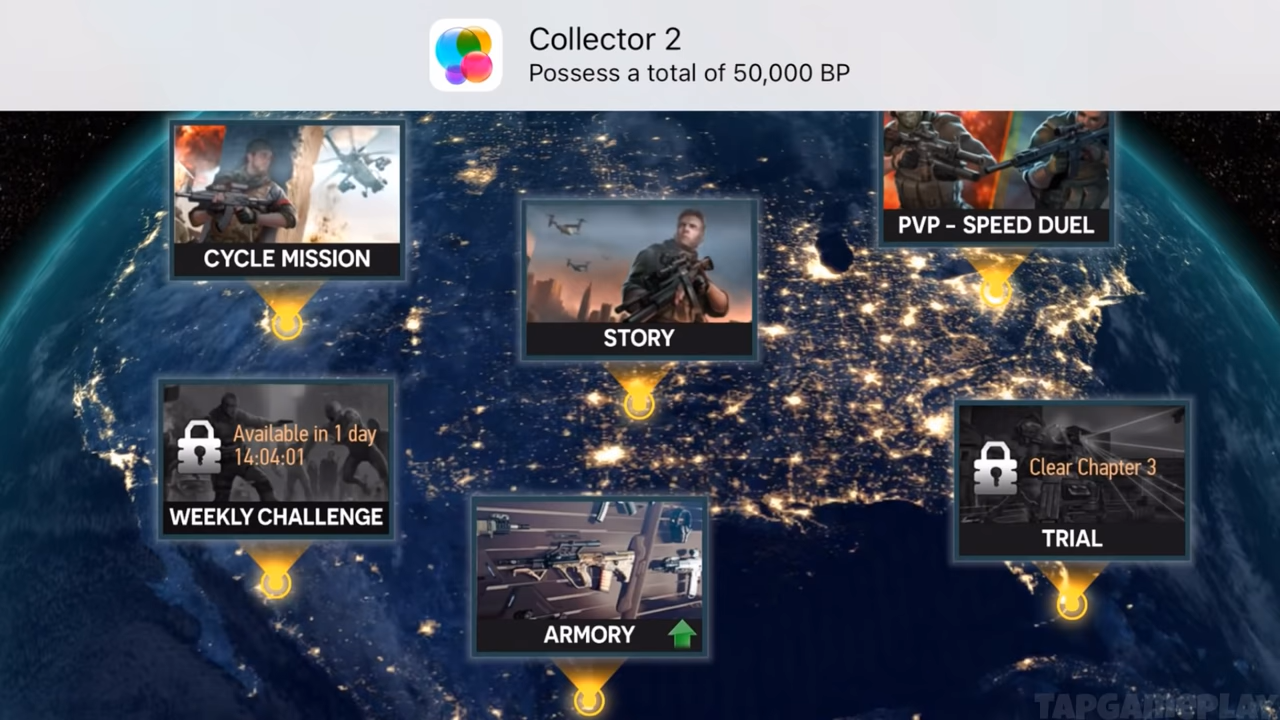 Collector 2
Possess a total of 50,000 BP
CYCLE MISSION
PVP - SPEED DUEL
STORY
Available in 1 day
14:04:01
WEEKLY CHALLENGE
Clear Chapter 3
TRIAL
ARMORY
TAPGAMEPLAY